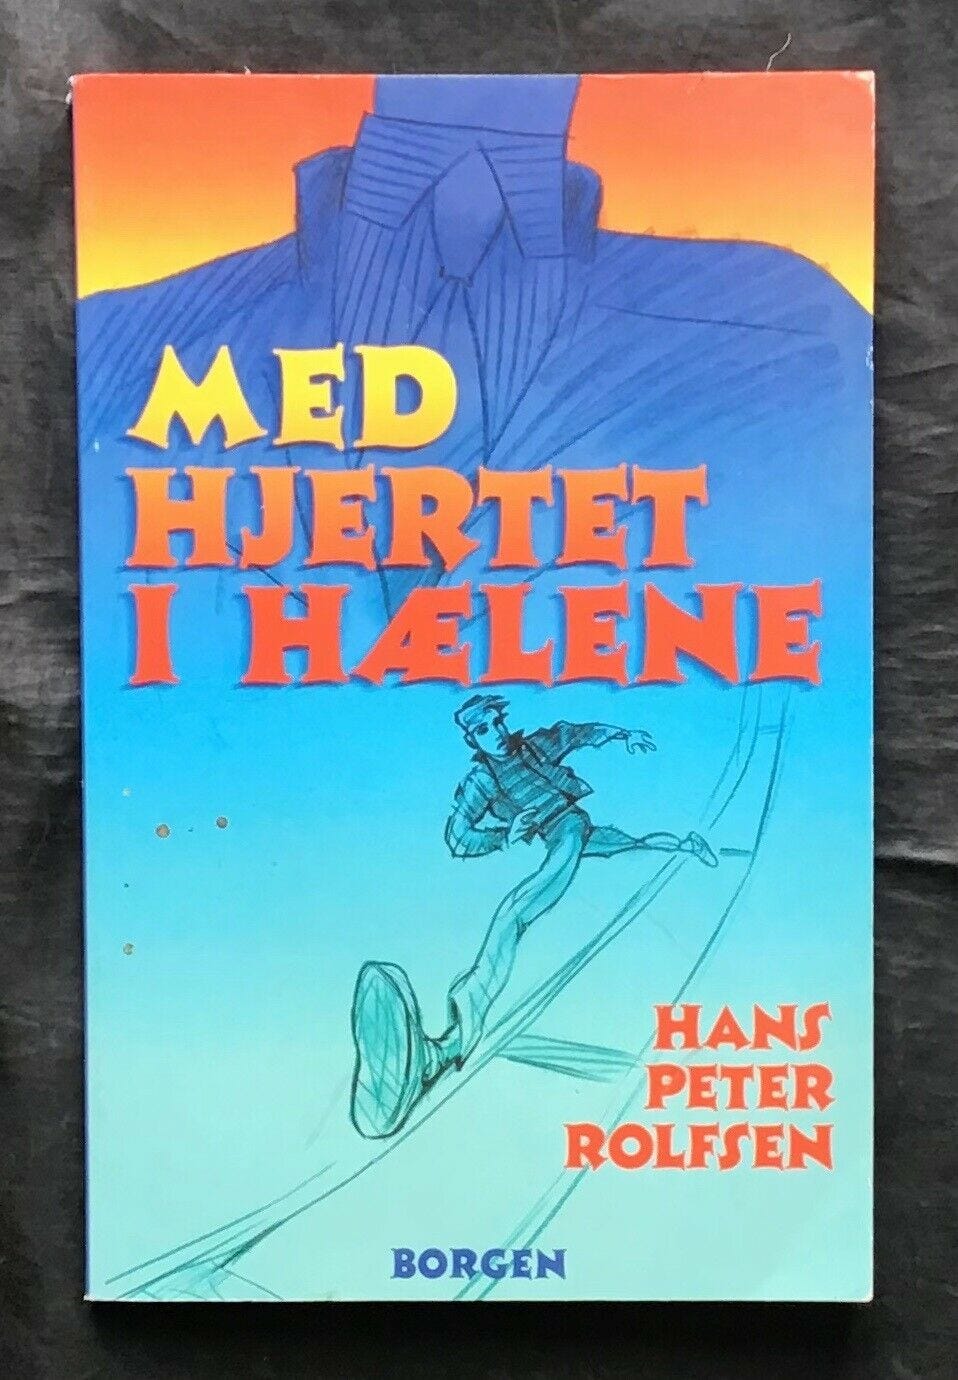 MED
HJERTET
I HÆLENE
HANS
PETER
ROLFSEN
BORGEN